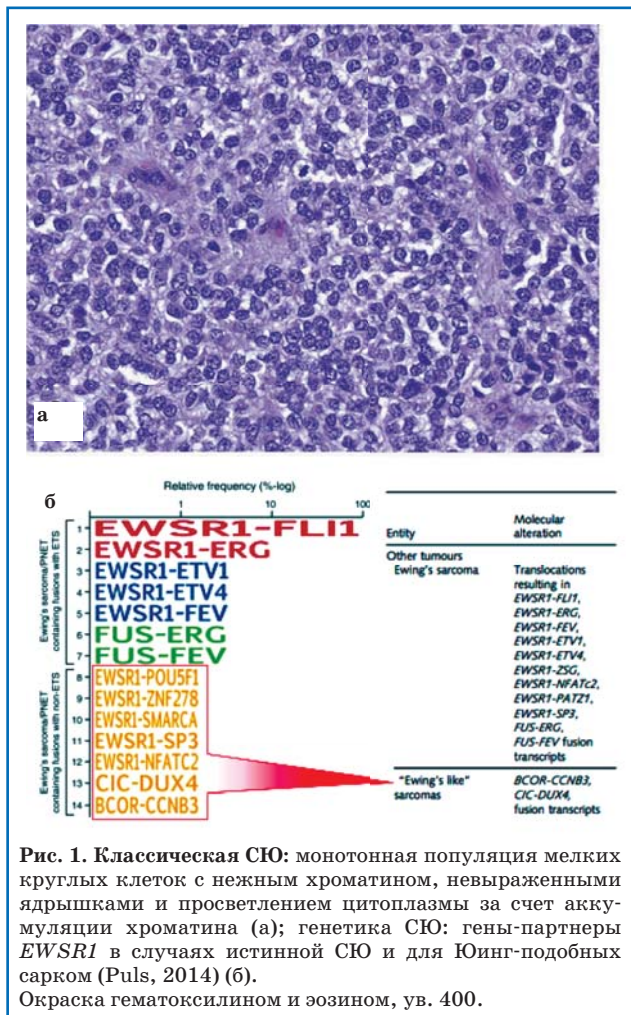 а
б
Relative frequency (%-log)
1
10
100
Ewing's sarcoma/PNET
containing fusions with ETS
1 EWSR1-FLI1
2 EWSR1-ERG
3 EWSR1-ETV1
4 EWSR1-ETV4
5 EWSR1-FEV
6 FUS-ERG
7 FUS-FEV
Ewing's sarcoma/PNET
containing fusions with non-ETS
8 EWSR1-POU5F1
9 EWSR1-ZNF278
10 EWSR1-SMARCA
11 EWSR1-SP3
12 EWSR1-NFATC2
13 CIC-DUX4
14 BCOR-CCNB3
Entity
Molecular
alteration
Other tumours
Ewing's sarcoma
Translocations
resulting in
EWSR1-FLI1,
EWSR1-ERG,
EWSR1-FEV,
EWSR1-ETV1,
EWSR1-ETV4,
EWSR1-ZSG,
EWSR1-NFATc2,
EWSR1-PATZ1,
EWSR1-SP3,
FUS-ERG,
FUS-FEV fusion
transcripts
"Ewing's like"
sarcomas
BCOR-CCNB3,
CIC-DUX4,
fusion transcripts
Рис. 1. Классическая СЮ: монотонная популяция мелких
круглых клеток с нежным хроматином, невыраженными
ядрышками и просветлением цитоплазмы за счет акку-
муляции хроматина (а); генетика СЮ: гены-партнеры
EWSR1 в случаях истинной СЮ и для Юинг-подобных
сарком (Puls, 2014) (б).
Окраска гематоксилином и эозином, ув. 400.